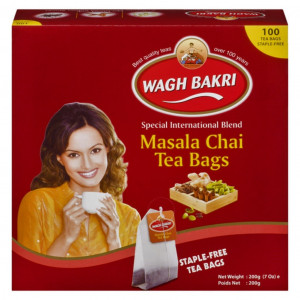 100
TEA BAGS
STAPLE-FREE
Best quality teas over 100 years
WAGH BAKRI
Special International Blend
Masala Chai
Tea Bags
STAPLE-FREE
TEA BAGS
Net Weight : 200g (7 Oz) e
Poids Net : 200g